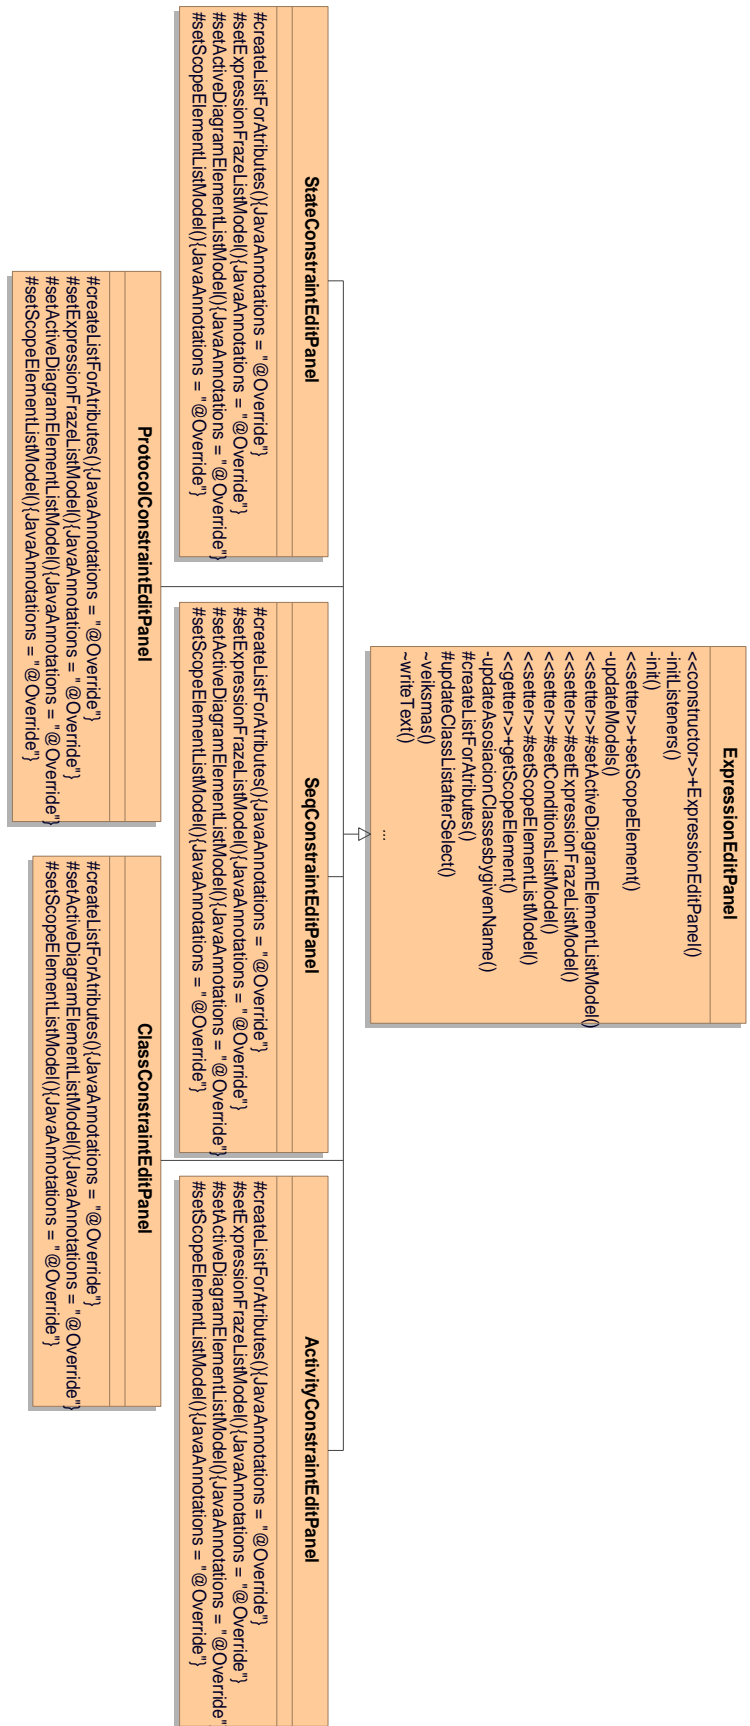 ExpressionEditPanel
<<constructor>>+ExpressionEditPanel()
-initListeners()
-init()
<<setter>>+setScopeElement()
-updateModels()
<<setter>>#setActiveDiagramElementListModel()
<<setter>>#setExpressionFrazeListModel()
<<setter>>#setConditionsListModel()
<<setter>>#setScopeElementListModel()
<<getter>>+getScopeElement()
-updateAsosiacionClassesbygivenName()
#createListForAtributes()
#updateClassListafterSelect()
~veiksmas()
~writeText()
...
StateConstraintEditPanel
#createListForAtributes(){JavaAnnotations = "@Override"}
#setExpressionFrazeListModel(){JavaAnnotations = "@Override"}
#setActiveDiagramElementListModel(){JavaAnnotations = "@Override"}
#setScopeElementListModel(){JavaAnnotations = "@Override"}
SeqConstraintEditPanel
#createListForAtributes(){JavaAnnotations = "@Override"}
#setExpressionFrazeListModel(){JavaAnnotations = "@Override"}
#setActiveDiagramElementListModel(){JavaAnnotations = "@Override"}
#setScopeElementListModel(){JavaAnnotations = "@Override"}
ActivityConstraintEditPanel
#createListForAtributes(){JavaAnnotations = "@Override"}
#setExpressionFrazeListModel(){JavaAnnotations = "@Override"}
#setActiveDiagramElementListModel(){JavaAnnotations = "@Override"}
#setScopeElementListModel(){JavaAnnotations = "@Override"}
ProtocolConstraintEditPanel
#createListForAtributes(){JavaAnnotations = "@Override"}
#setExpressionFrazeListModel(){JavaAnnotations = "@Override"}
#setActiveDiagramElementListModel(){JavaAnnotations = "@Override"}
#setScopeElementListModel(){JavaAnnotations = "@Override"}
ClassConstraintEditPanel
#createListForAtributes(){JavaAnnotations = "@Override"}
#setActiveDiagramElementListModel(){JavaAnnotations = "@Override"}
#setScopeElementListModel(){JavaAnnotations = "@Override"}